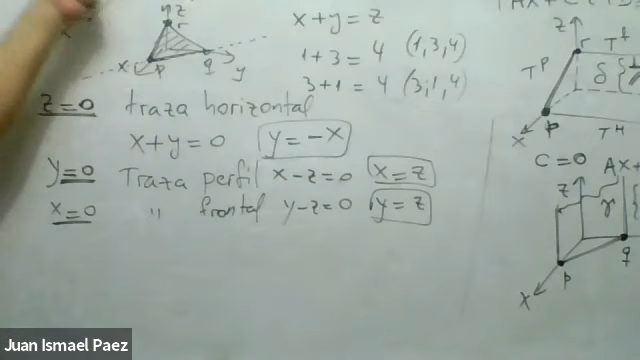 x+y=z
1+3=4 (1,3,4)
3+1=4 (3,1,4)
z
r
x p q y
z=0 traza horizontal
x+y=0 y=-x
y=0 Traza perfil x-z=0 x=z
x=0 " frontal y-z=0 y=z
z r T
T P δ
p
x T H
C=0 Ax+
z γ
p q
x
Juan Ismael Paez